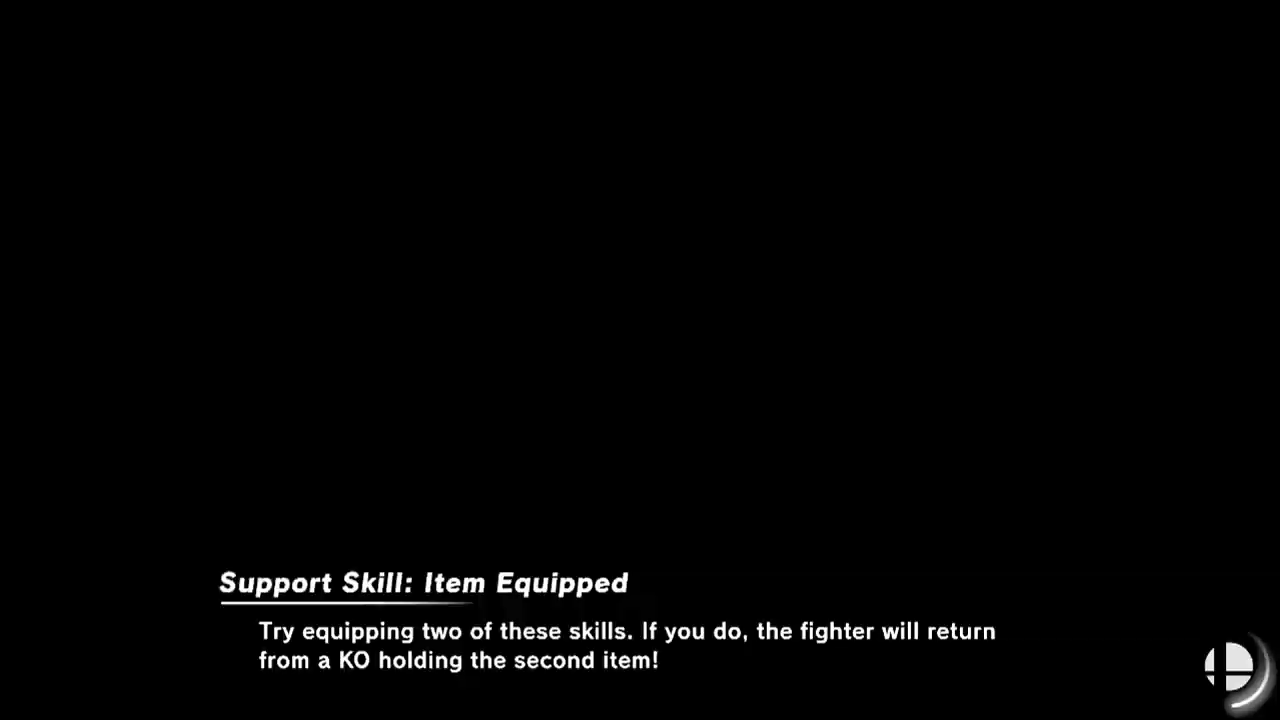 Support Skill: Item Equipped
Try equipping two of these skills. If you do, the fighter will return
from a KO holding the second item!